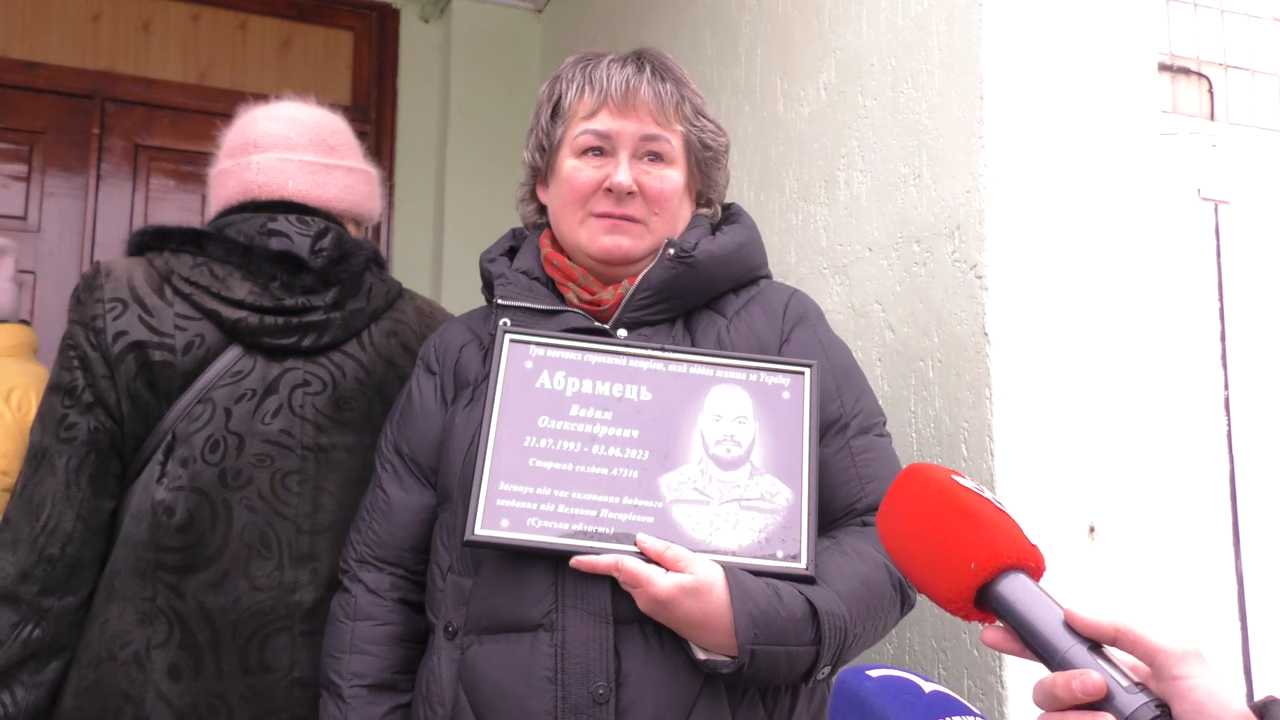 Тут навчався справжній патріот, який віддав життя за Україну
Абрамець
Вадим
Олександрович
21.07.1993 - 03.06.2023
Старший солдат А7316
Загинув під час виконання бойового
завдання під Великою Писарівкою
(Сумська область)